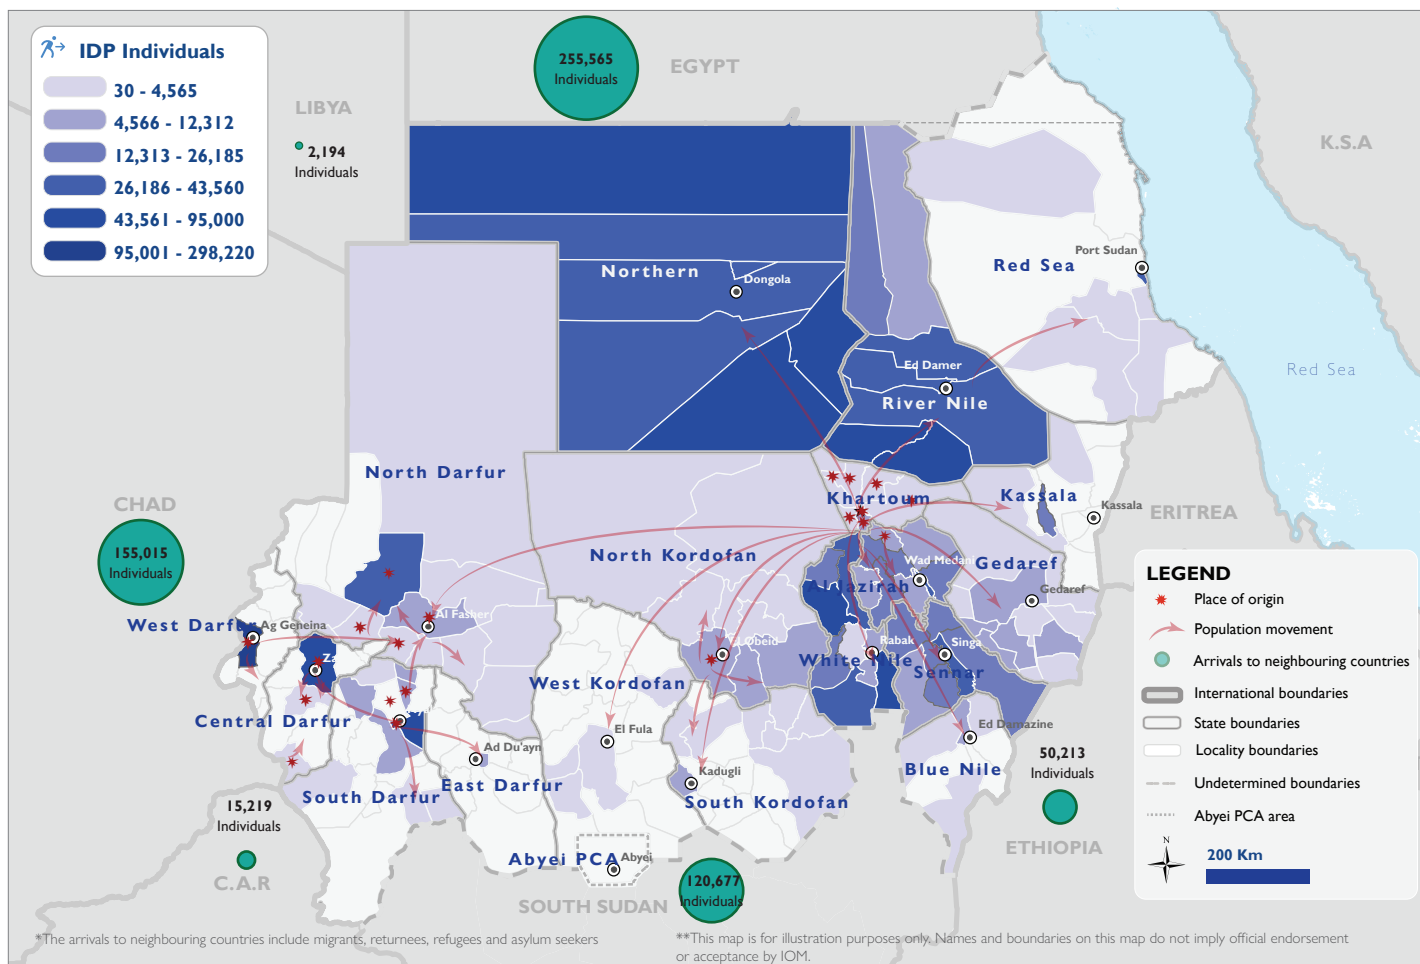 IDP Individuals
30 - 4,565
4,566 - 12,312
12,313 - 26,185
26,186 - 43,560
43,561 - 95,000
95,001 - 298,220
255,565
Individuals
EGYPT
LIBYA
2,194
Individuals
K.S.A
Port Sudan
Red Sea
Northern
Dongola
Red Sea
Ed Damer
River Nile
North Darfur
Khartoum
Kassala
Kassala
CHAD
ERITREA
155,015
Individuals
North Kordofan
Wad Medani
Gedaref
Al Jazirah
Gedaref
West Darfur
Ag Geneina
Al Fasher
El Obeid
Rabak
Singa
White Nile
Sennar
Za
West Kordofan
Central Darfur
El Fula
Ed Damazine
Ad Du'ayn
50,213
Individuals
Blue Nile
Kadugli
East Darfur
South Darfur
South Kordofan
15,219
Individuals
ETHIOPIA
Abyei PCA
Abyei
C.A.R
120,677
Individuals
SOUTH SUDAN
LEGEND
Place of origin
Population movement
Arrivals to neighbouring countries
International boundaries
State boundaries
Locality boundaries
Undetermined boundaries
Abyei PCA area
N
200 Km
*The arrivals to neighbouring countries include migrants, returnees, refugees and asylum seekers
**This map is for illustration purposes only. Names and boundaries on this map do not imply official endorsement
or acceptance by IOM.